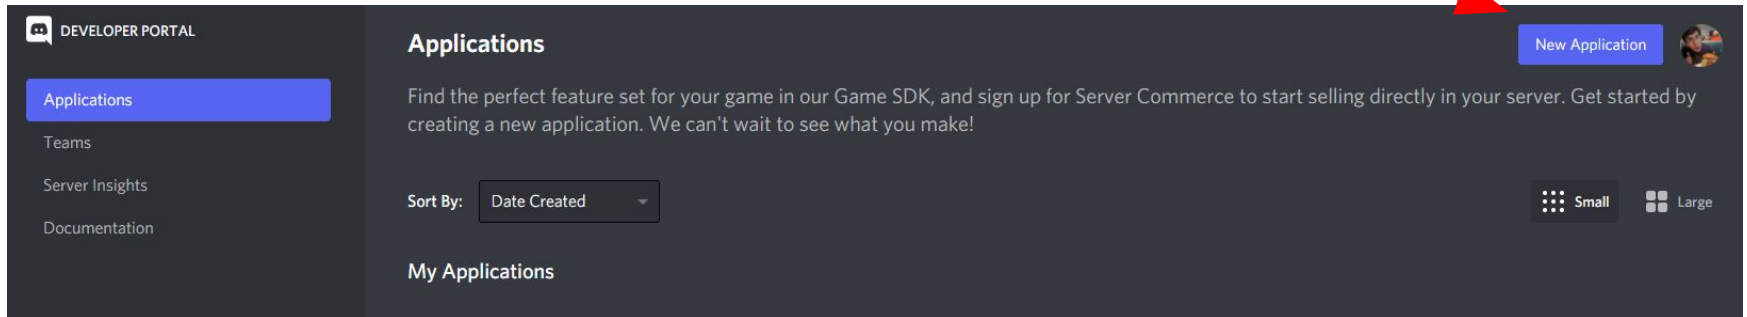 DEVELOPER PORTAL
Applications
Teams
Server Insights
Documentation
Applications
New Application
Find the perfect feature set for your game in our Game SDK, and sign up for Server Commerce to start selling directly in your server. Get started by
creating a new application. We can't wait to see what you make!
Sort By: Date Created
Small
Large
My Applications